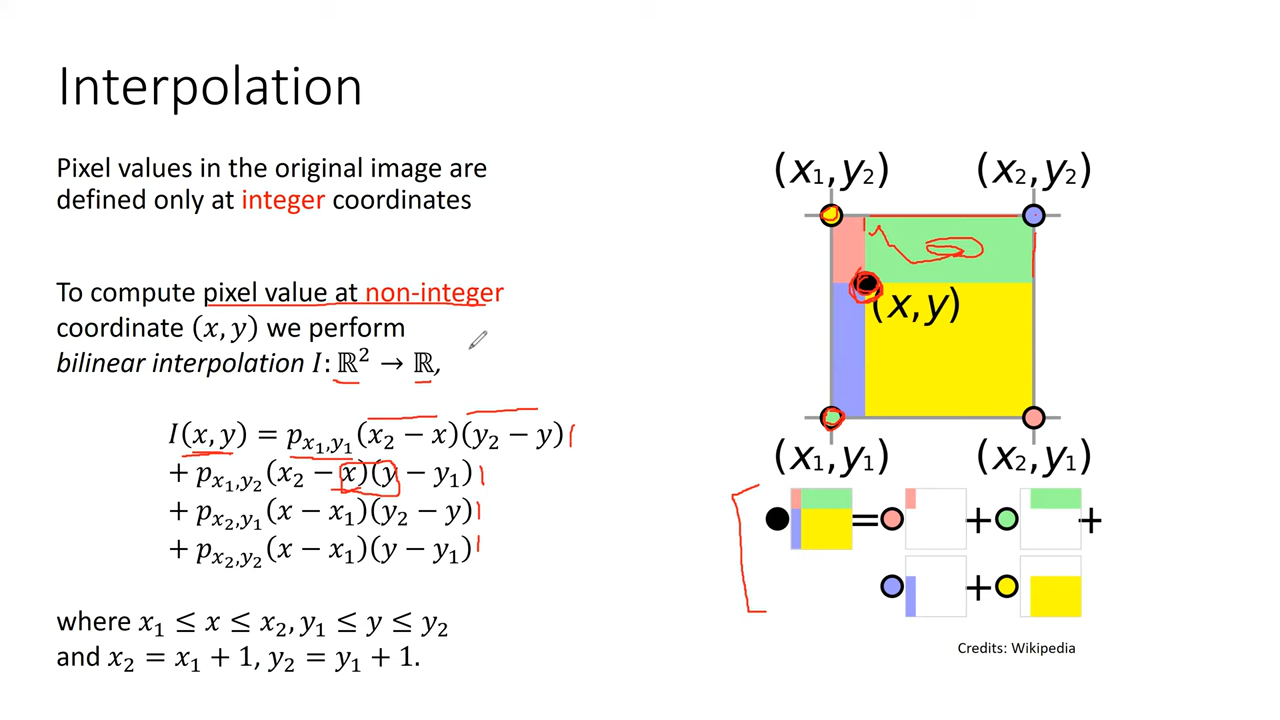 Interpolation
Pixel values in the original image are
defined only at integer coordinates
To compute pixel value at non-integer
coordinate (x, y) we perform
bilinear interpolation I: ℝ² → ℝ,
I(x, y) = p_{x₁,y₁}(x₂ − x)(y₂ − y)
+ p_{x₁,y₂}(x₂ − x)(y − y₁)
+ p_{x₂,y₁}(x − x₁)(y₂ − y)
+ p_{x₂,y₂}(x − x₁)(y − y₁)
where x₁ ≤ x ≤ x₂, y₁ ≤ y ≤ y₂
and x₂ = x₁ + 1, y₂ = y₁ + 1.
(x₁,y₂) (x₂,y₂)
(x,y)
(x₁,y₁) (x₂,y₁)
= + +
+
Credits: Wikipedia